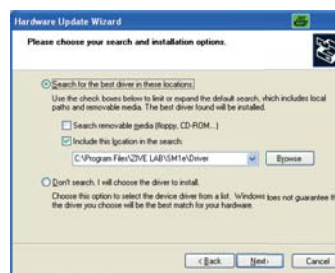 Hardware Update Wizard
Please choose your search and installation options.
Search for the best driver in these locations.
Use the check boxes below to limit or expand the default search, which includes local
paths and removable media. The best driver found will be installed.
Search removable media (floppy, CD-ROM...)
Include this location in the search:
C:\Program Files\ZIVE LAB\SM1e\Driver
Browse
Don't search. I will choose the driver to install.
Choose this option to select the device driver from a list. Windows does not guarantee th
the driver you choose will be the best match for your hardware.
< Back
Next >
Cancel